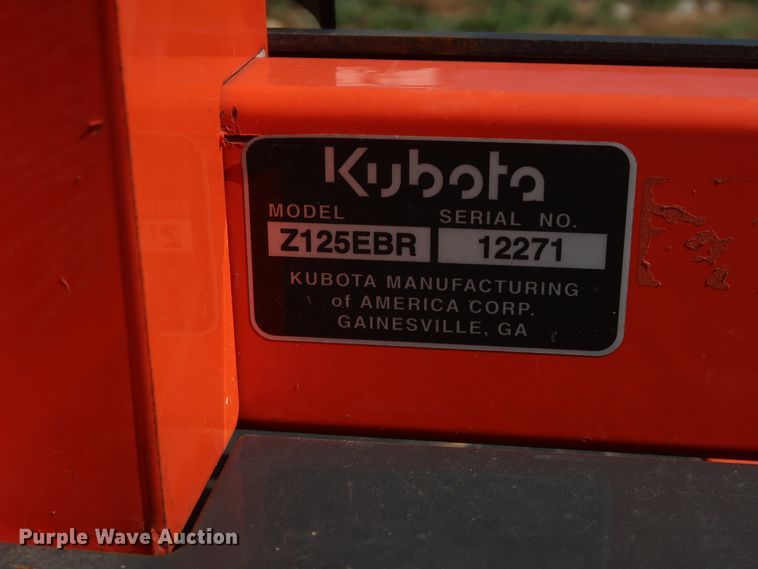 Kubota
MODEL SERIAL NO.
Z125EBR 12271
KUBOTA MANUFACTURING
of AMERICA CORP.
GAINESVILLE, GA
Purple Wave Auction